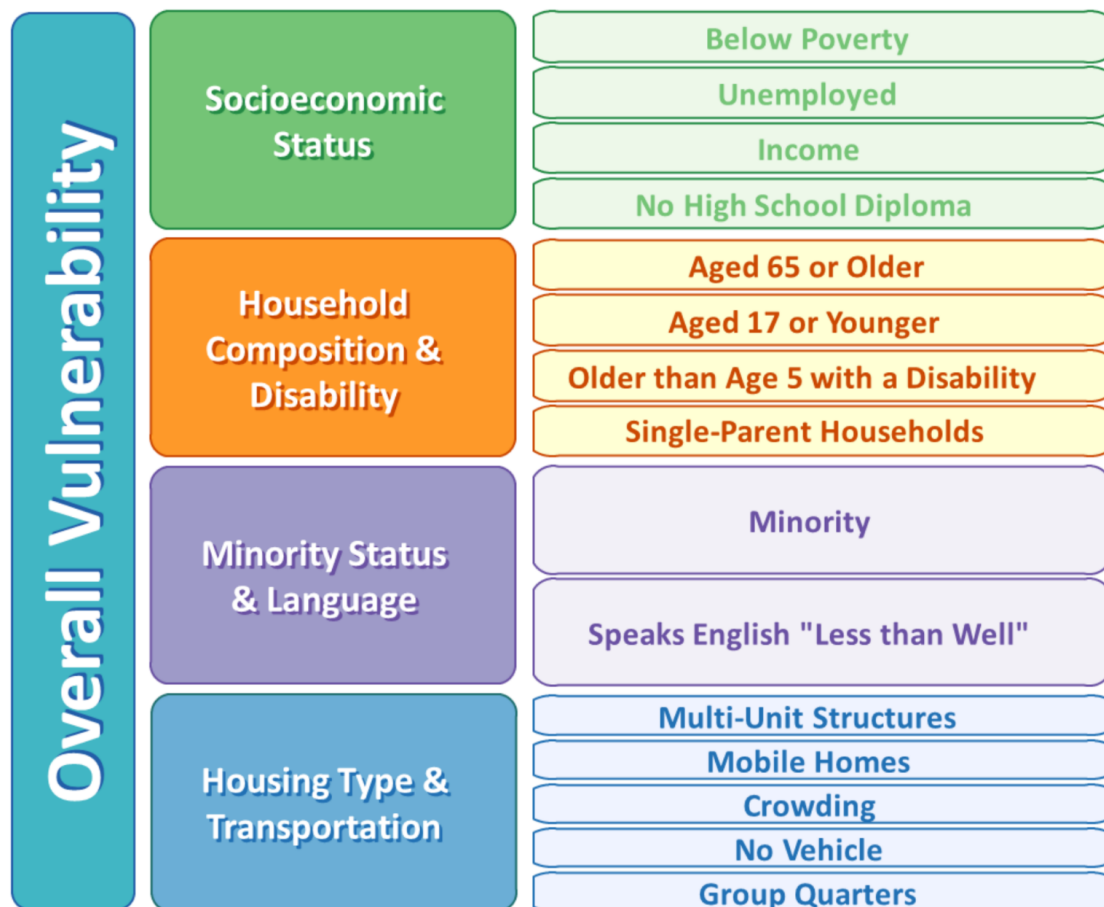 Overall Vulnerability
Socioeconomic
Status
Below Poverty
Unemployed
Income
No High School Diploma
Household
Composition &
Disability
Aged 65 or Older
Aged 17 or Younger
Older than Age 5 with a Disability
Single-Parent Households
Minority Status
& Language
Minority
Speaks English "Less than Well"
Housing Type &
Transportation
Multi-Unit Structures
Mobile Homes
Crowding
No Vehicle
Group Quarters